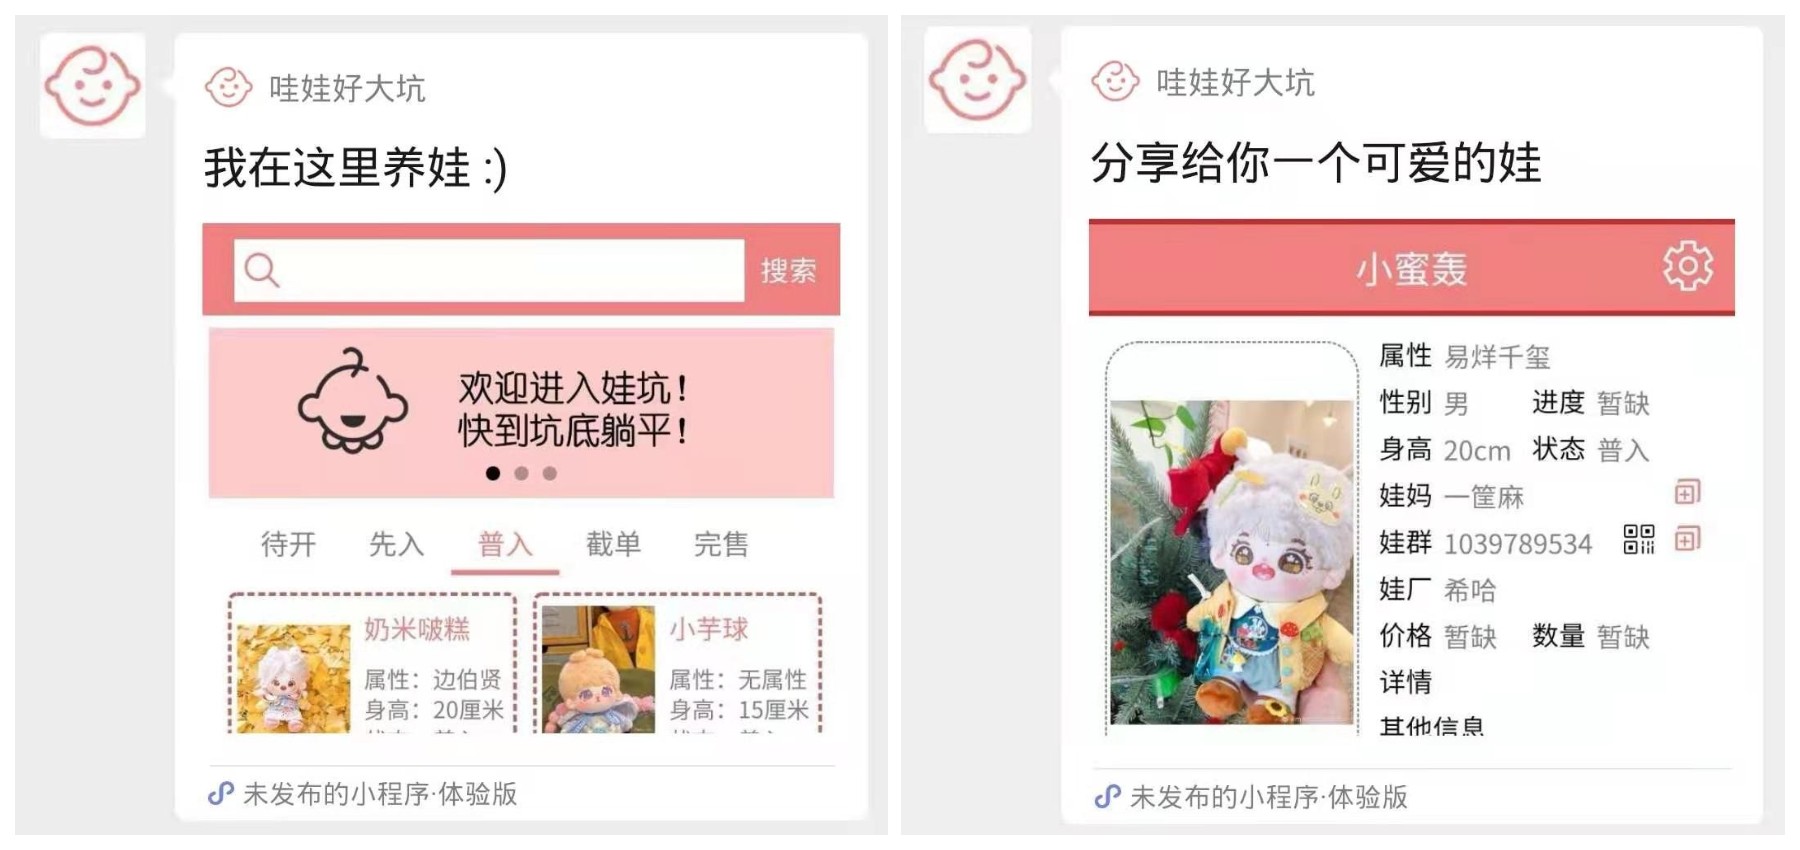 哇娃好大坑
我在这里养娃 :)
搜索
欢迎进入娃坑！
快到坑底躺平！
待开 先入 普入 截单 完售
奶米啵糕
属性：边伯贤
身高：20厘米
小芋球
属性：无属性
身高：15厘米
未发布的小程序·体验版
哇娃好大坑
分享给你一个可爱的娃
小蜜轰
属性 易烊千玺
性别 男 进度 暂缺
身高 20cm 状态 普入
娃妈 一筐麻
娃群 1039789534
娃厂 希哈
价格 暂缺 数量 暂缺
详情
其他信息
未发布的小程序·体验版